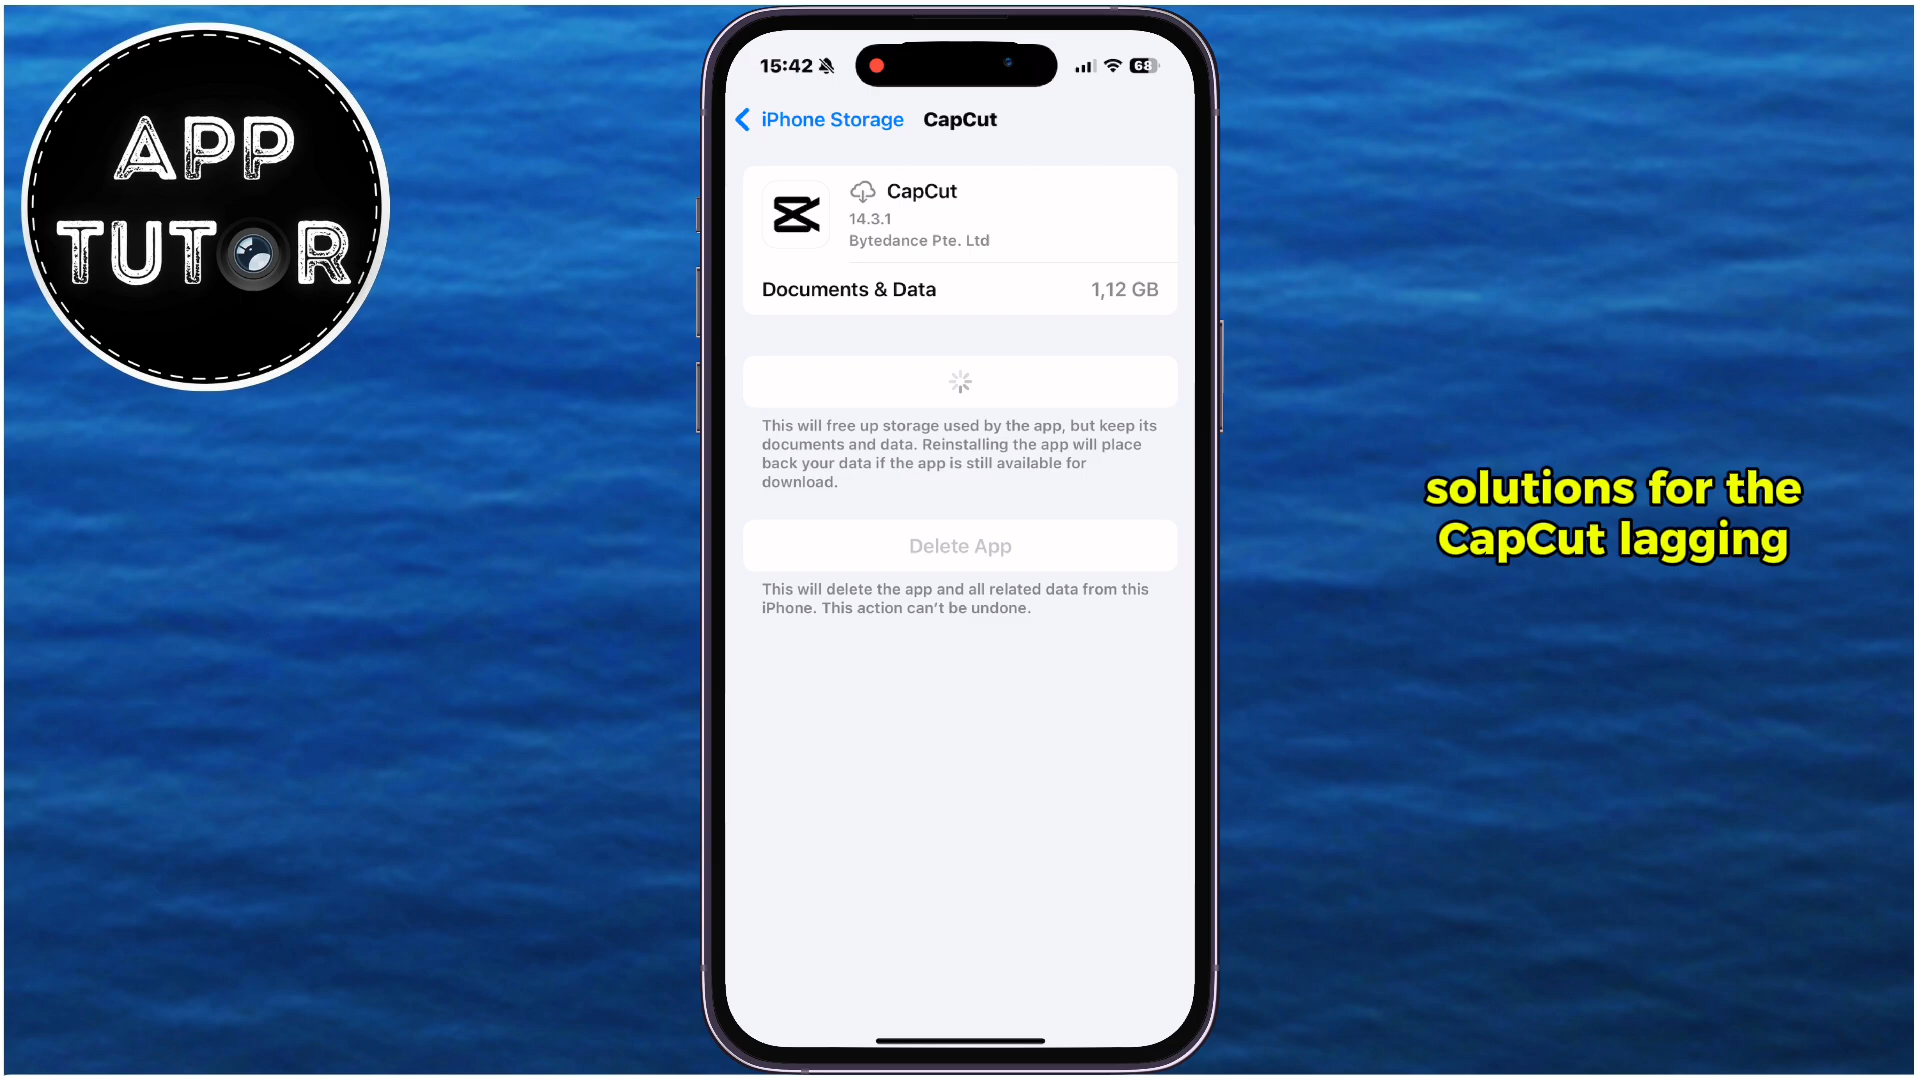 APP
TUTOR
15:42
68
iPhone Storage CapCut
CapCut
14.3.1
Bytedance Pte. Ltd
Documents & Data 1,12 GB
This will free up storage used by the app, but keep its
documents and data. Reinstalling the app will place
back your data if the app is still available for
download.
Delete App
This will delete the app and all related data from this
iPhone. This action can’t be undone.
solutions for the
CapCut lagging